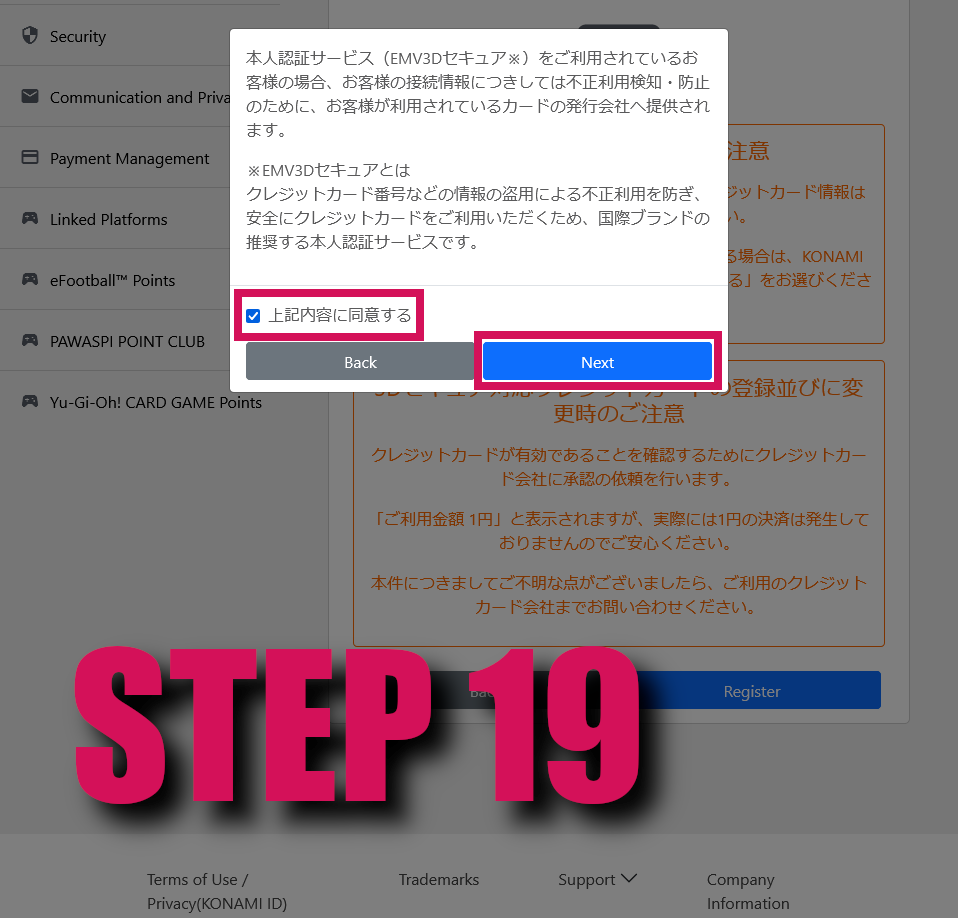 Security
Communication and Priva
Payment Management
Linked Platforms
eFootball™ Points
PAWASPI POINT CLUB
Yu-Gi-Oh! CARD GAME Points
本人認証サービス（EMV3Dセキュア※）をご利用されているお
客様の場合、お客様の接続情報につきしては不正利用検知・防止
のために、お客様が利用されているカードの発行会社へ提供され
ます。
※EMV3Dセキュアとは
クレジットカード番号などの情報の盗用による不正利用を防ぎ、
安全にクレジットカードをご利用いただくため、国際ブランドの
推奨する本人認証サービスです。
上記内容に同意する
Back
Next
注意
ジットカード情報は
い。
る場合は、KONAMI
る」をお選びくださ
3Dセキュア対応クレジットカードの登録並びに変
更時のご注意
クレジットカードが有効であることを確認するためにクレジットカー
ド会社に承認の依頼を行います。
「ご利用金額 1円」と表示されますが、実際には1円の決済は発生して
おりませんのでご安心ください。
本件につきましてご不明な点がございましたら、ご利用のクレジット
カード会社までお問い合わせください。
Register
STEP 19
Terms of Use /
Privacy(KONAMI ID)
Trademarks
Support
Company
Information